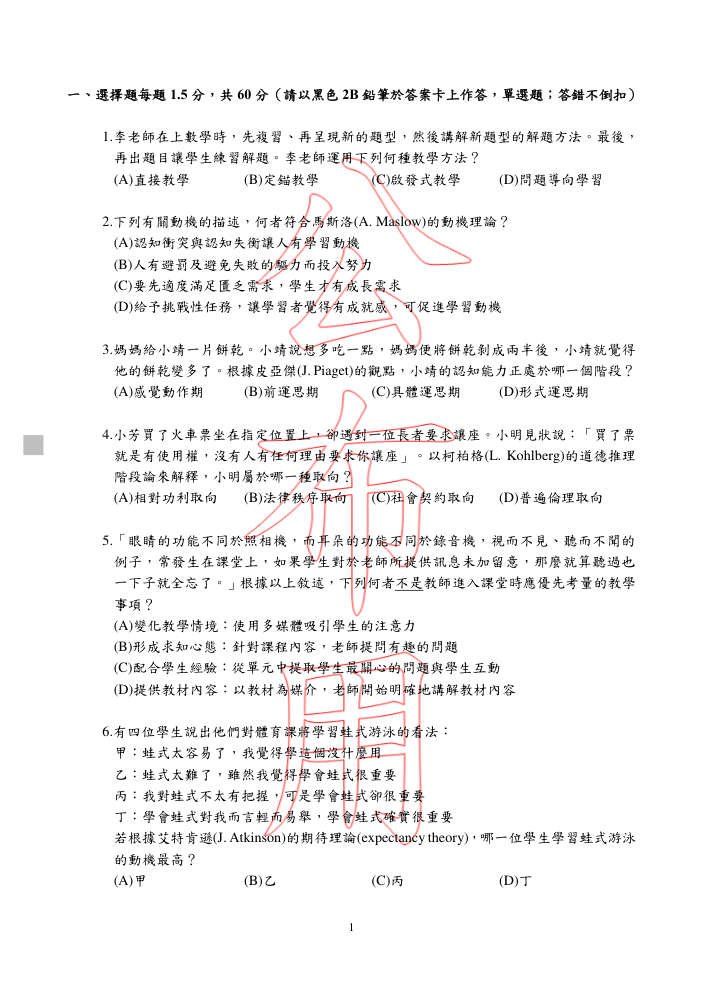 一、選擇題每題 1.5 分，共 60 分（請以黑色 2B 鉛筆於答案卡上作答，單選題；答錯不倒扣）
1.李老師在上數學時，先複習、再呈現新的題型，然後講解新題型的解題方法。最後，
再出題目讓學生練習解題。李老師運用下列何種教學方法？
(A)直接教學 (B)定錨教學 (C)啟發式教學 (D)問題導向學習
2.下列有關動機的描述，何者符合馬斯洛(A. Maslow)的動機理論？
(A)認知衝突與認知失衡讓人有學習動機
(B)人有避罰及避免失敗的驅力而投入努力
(C)要先適度滿足匱乏需求，學生才有成長需求
(D)給予挑戰性任務，讓學習者覺得有成就感，可促進學習動機
3.媽媽給小靖一片餅乾。小靖說想多吃一點，媽媽便將餅乾剝成兩半後，小靖就覺得
他的餅乾變多了。根據皮亞傑(J. Piaget)的觀點，小靖的認知能力正處於哪一個階段？
(A)感覺動作期 (B)前運思期 (C)具體運思期 (D)形式運思期
4.小芳買了火車票坐在指定位置上，卻遇到一位長者要求讓座。小明見狀說：「買了票
就是有使用權，沒有人有任何理由要求你讓座」。以柯柏格(L. Kohlberg)的道德推理
階段論來解釋，小明屬於哪一種取向？
(A)相對功利取向 (B)法律秩序取向 (C)社會契約取向 (D)普遍倫理取向
5.「眼睛的功能不同於照相機，而耳朵的功能不同於錄音機，視而不見、聽而不聞的
例子，常發生在課堂上，如果學生對於老師所提供訊息未加留意，那麼就算聽過也
一下子就全忘了。」根據以上敘述，下列何者不是教師進入課堂時應優先考量的教學
事項？
(A)變化教學情境：使用多媒體吸引學生的注意力
(B)形成求知心態：針對課程內容，老師提問有趣的問題
(C)配合學生經驗：從單元中提取學生最關心的問題與學生互動
(D)提供教材內容：以教材為媒介，老師開始明確地講解教材內容
6.有四位學生說出他們對體育課將學習蛙式游泳的看法：
甲：蛙式太容易了，我覺得學這個沒什麼用
乙：蛙式太難了，雖然我覺得學會蛙式很重要
丙：我對蛙式不太有把握，可是學會蛙式卻很重要
丁：學會蛙式對我而言輕而易舉，學會蛙式確實很重要
若根據艾特肯遜(J. Atkinson)的期待理論(expectancy theory)，哪一位學生學習蛙式游泳
的動機最高？
(A)甲 (B)乙 (C)丙 (D)丁
1
公布用